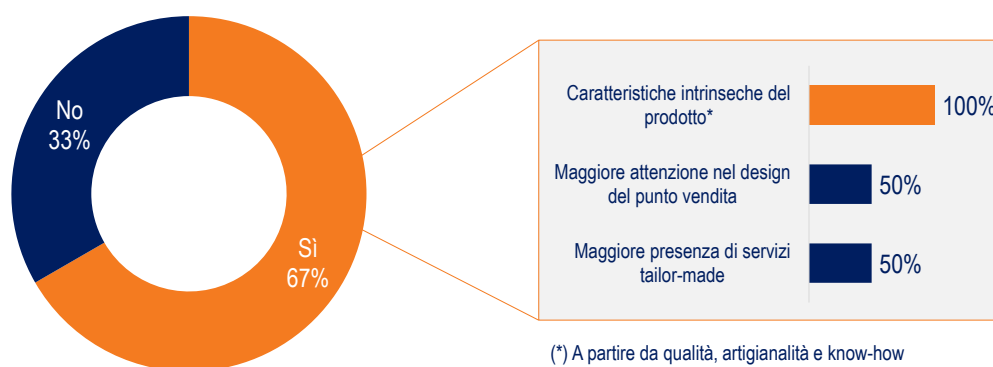 No
33%
Sì
67%
Caratteristiche intrinseche del
prodotto*
100%
Maggiore attenzione nel design
del punto vendita
50%
Maggiore presenza di servizi
tailor-made
50%
(*) A partire da qualità, artigianalità e know-how